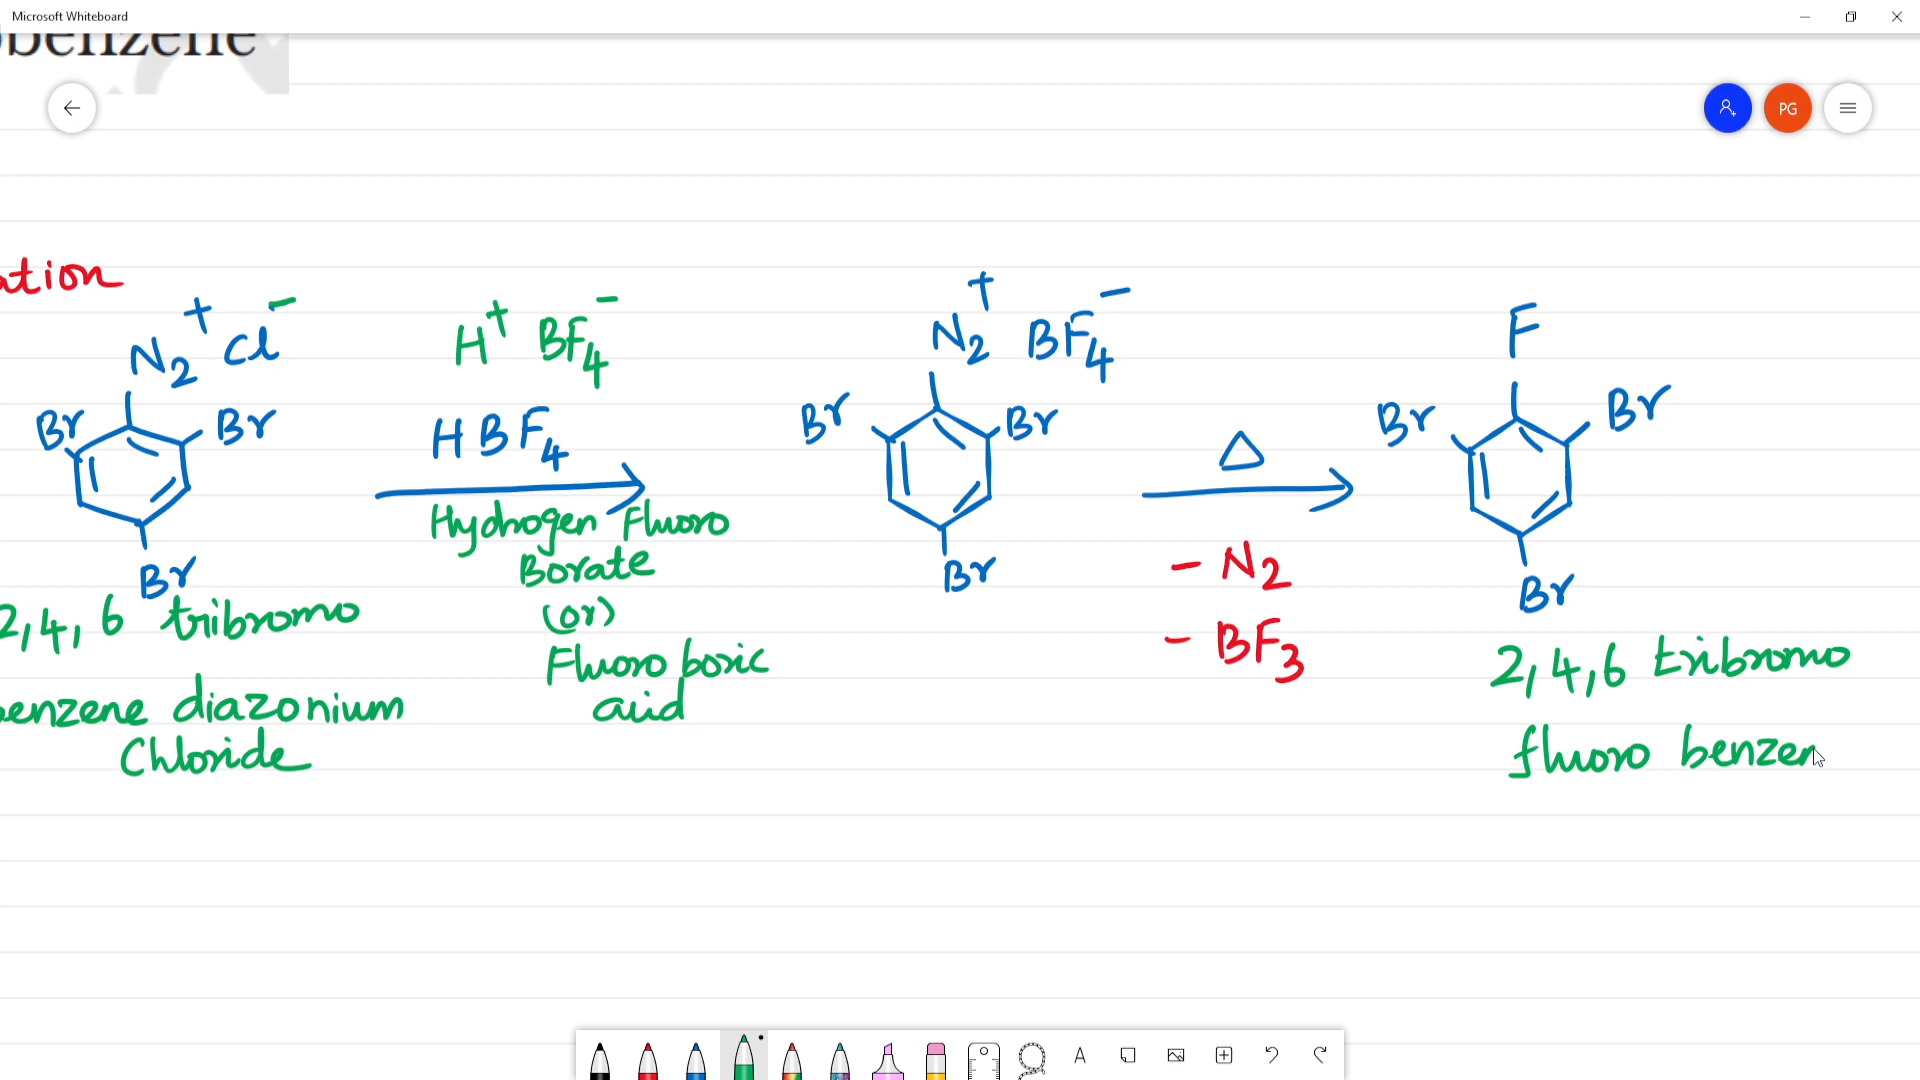 Microsoft Whiteboard
obenzene
PG
ation
N2+ Cl-
Br Br
Br
2,4,6 tribromo
benzene diazonium
Chloride
H+ BF4-
HBF4
Hydrogen Fluoro
Borate
(or)
Fluoro boric
acid
N2+ BF4-
Br Br
Br
Δ
- N2
- BF3
F
Br Br
Br
2,4,6 tribromo
fluoro benzen
A